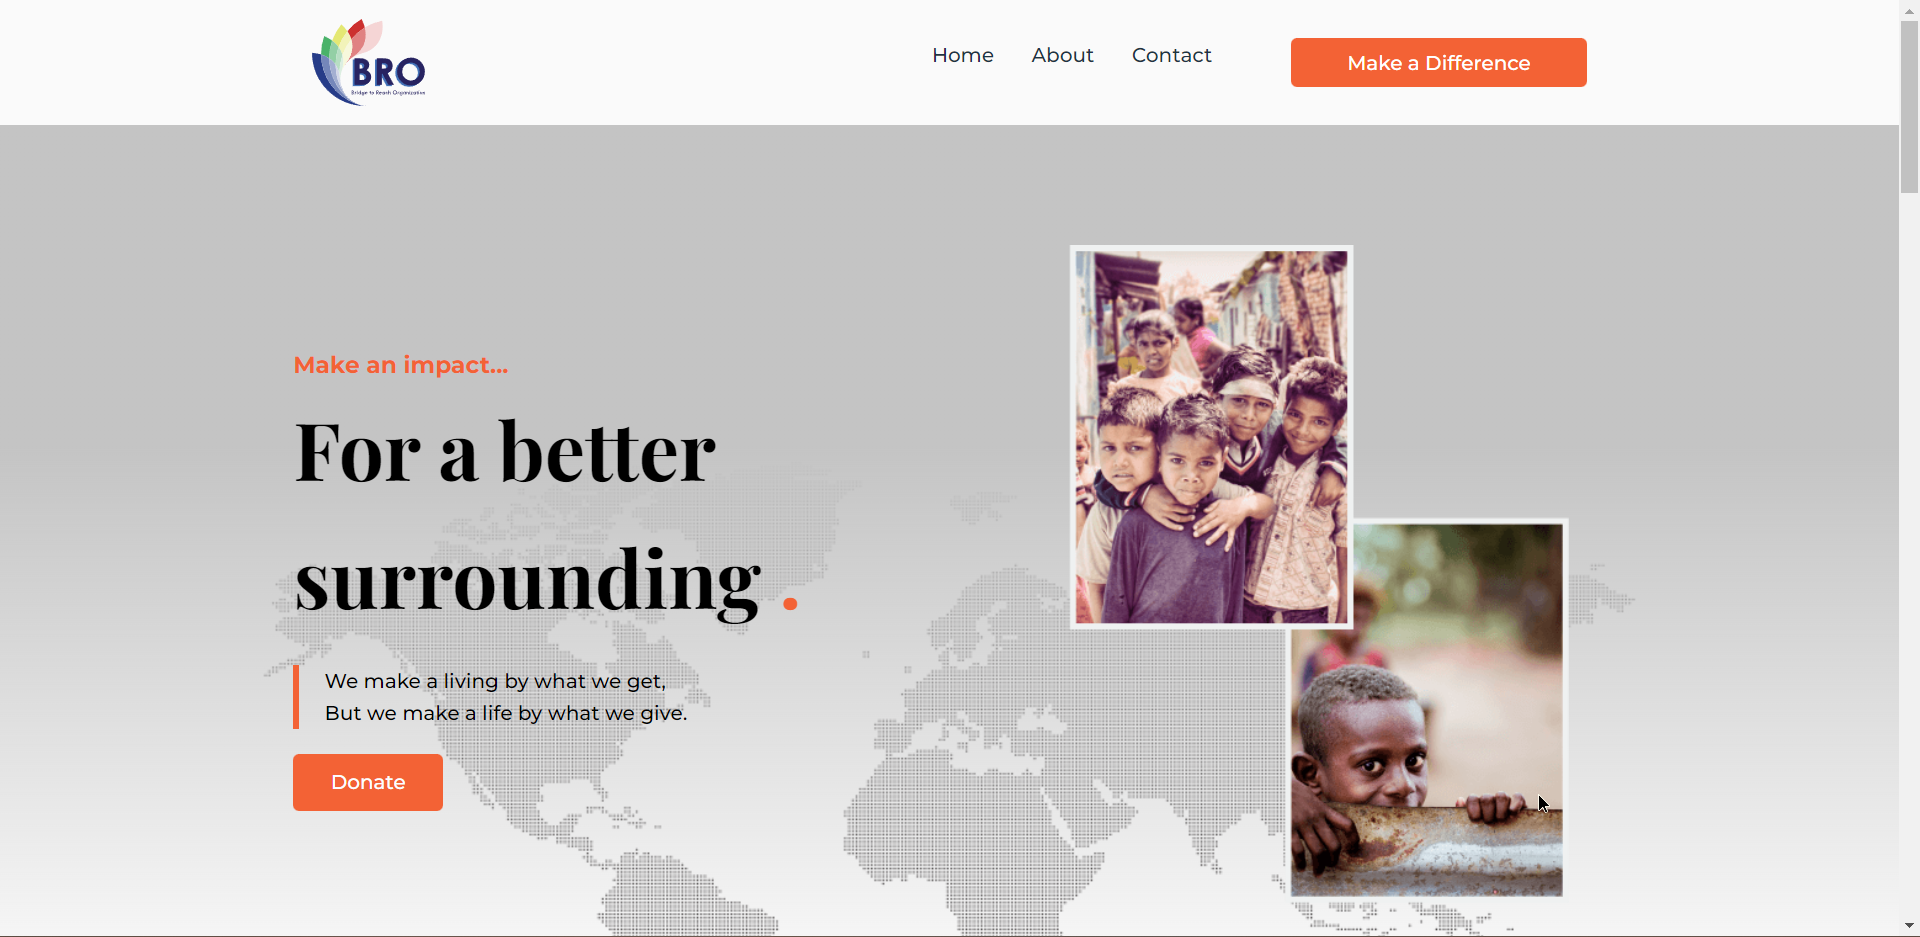 BRO
Bridge to Reach Organization
Home
About
Contact
Make a Difference
Make an impact...
For a better
surrounding .
We make a living by what we get,
But we make a life by what we give.
Donate